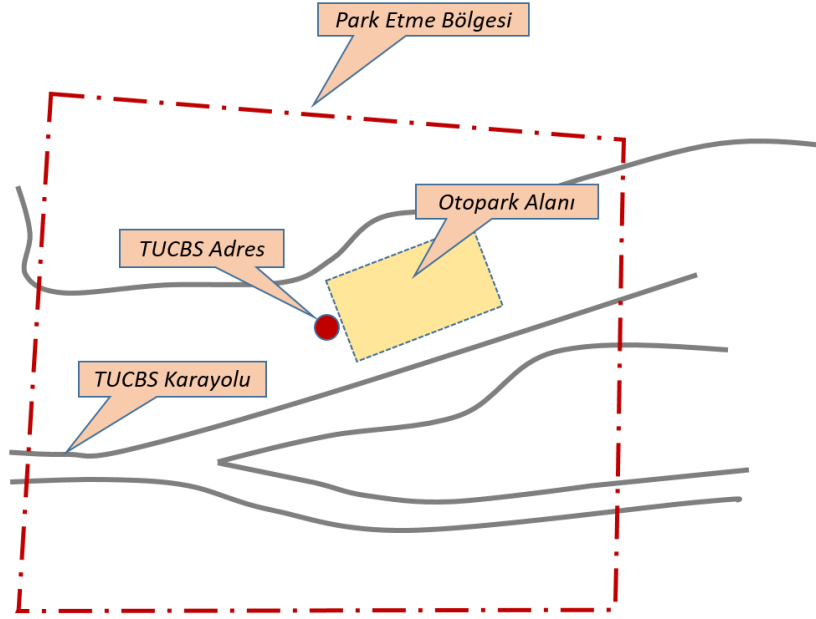 Park Etme Bölgesi
Otopark Alanı
TUCBS Adres
TUCBS Karayolu